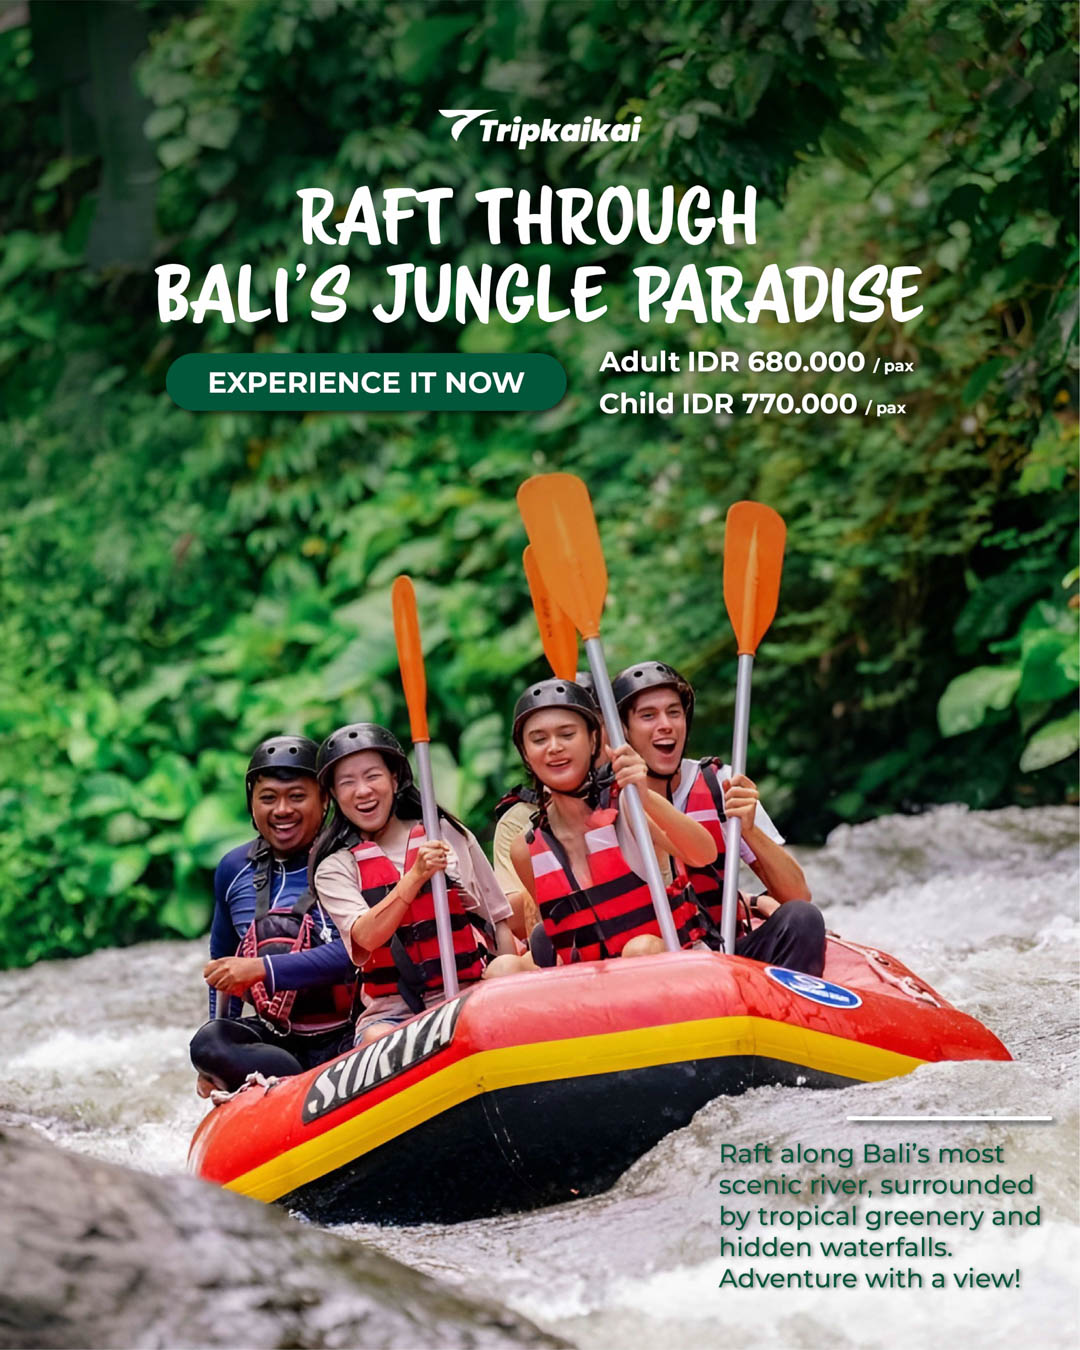 Tripkaikai
RAFT THROUGH
BALI'S JUNGLE PARADISE
EXPERIENCE IT NOW
Adult IDR 680.000 / pax
Child IDR 770.000 / pax
SURYA
Raft along Bali's most
scenic river, surrounded
by tropical greenery and
hidden waterfalls.
Adventure with a view!